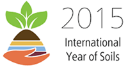 2015
International
Year of Soils